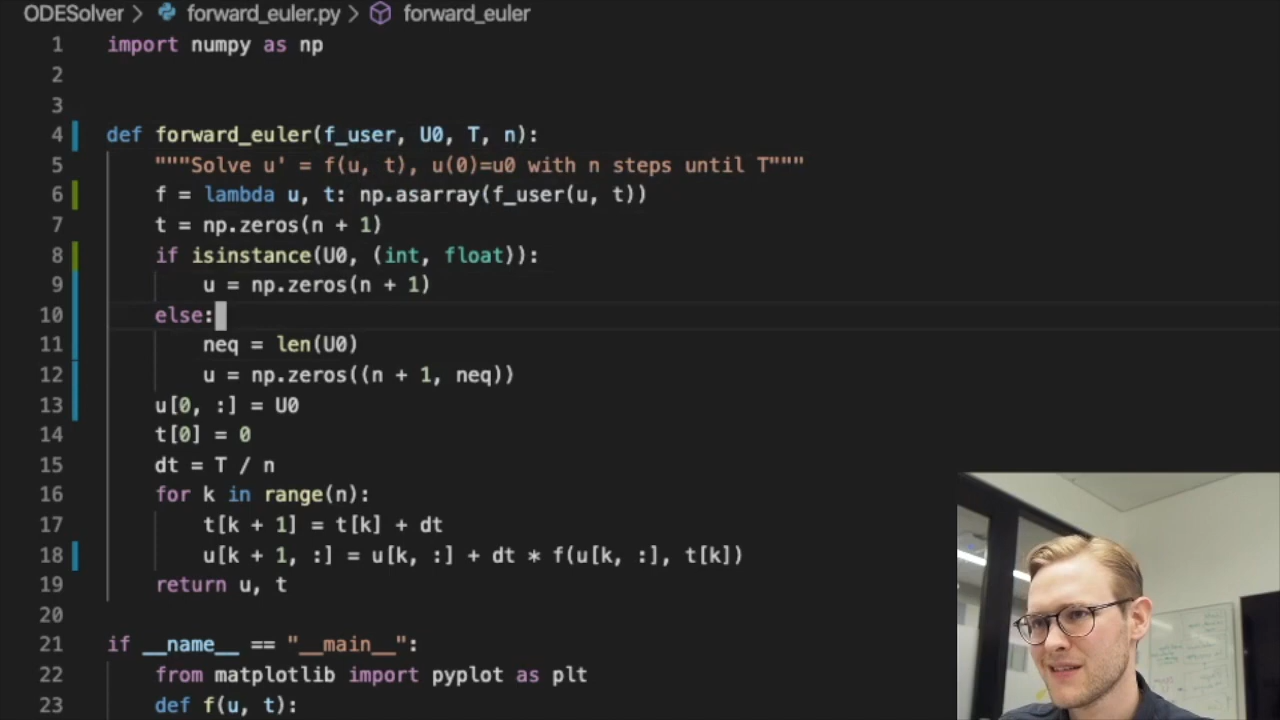 ODESolver > forward_euler.py > forward_euler
1 import numpy as np
2
3
4 def forward_euler(f_user, U0, T, n):
5 """Solve u' = f(u, t), u(0)=u0 with n steps until T"""
6 f = lambda u, t: np.asarray(f_user(u, t))
7 t = np.zeros(n + 1)
8 if isinstance(U0, (int, float)):
9 u = np.zeros(n + 1)
10 else:
11 neq = len(U0)
12 u = np.zeros((n + 1, neq))
13 u[0, :] = U0
14 t[0] = 0
15 dt = T / n
16 for k in range(n):
17 t[k + 1] = t[k] + dt
18 u[k + 1, :] = u[k, :] + dt * f(u[k, :], t[k])
19 return u, t
20
21 if __name__ == "__main__":
22 from matplotlib import pyplot as plt
23 def f(u, t):